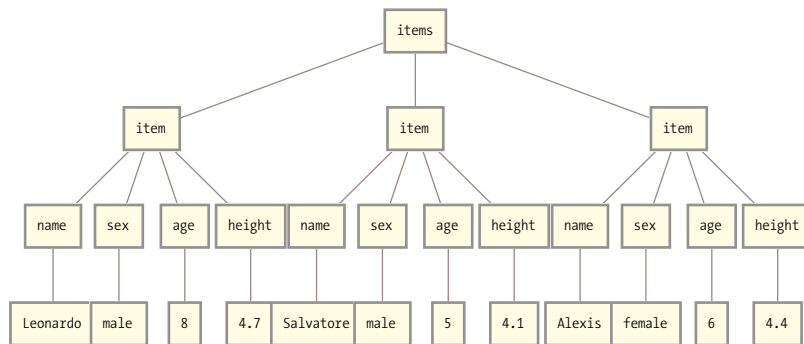 items
item item item
name sex age height name sex age height name sex age height
Leonardo male 8 4.7 Salvatore male 5 4.1 Alexis female 6 4.4